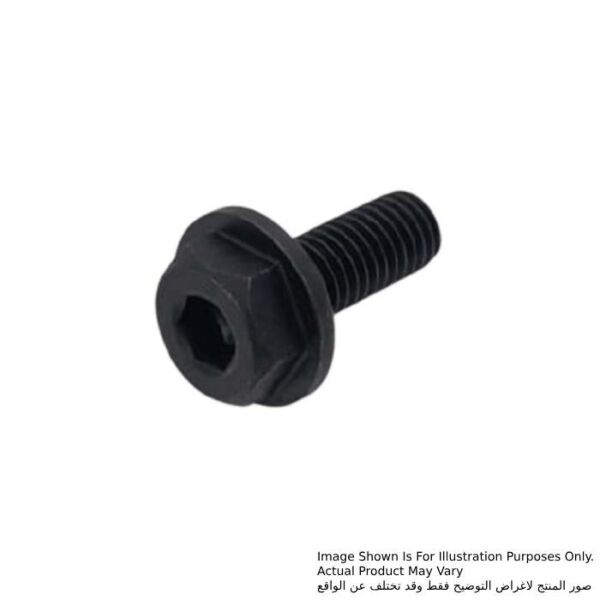 Image Shown Is For Illustration Purposes Only.
Actual Product May Vary
صور المنتج لاغراض التوضيح فقط وقد تختلف عن الواقع